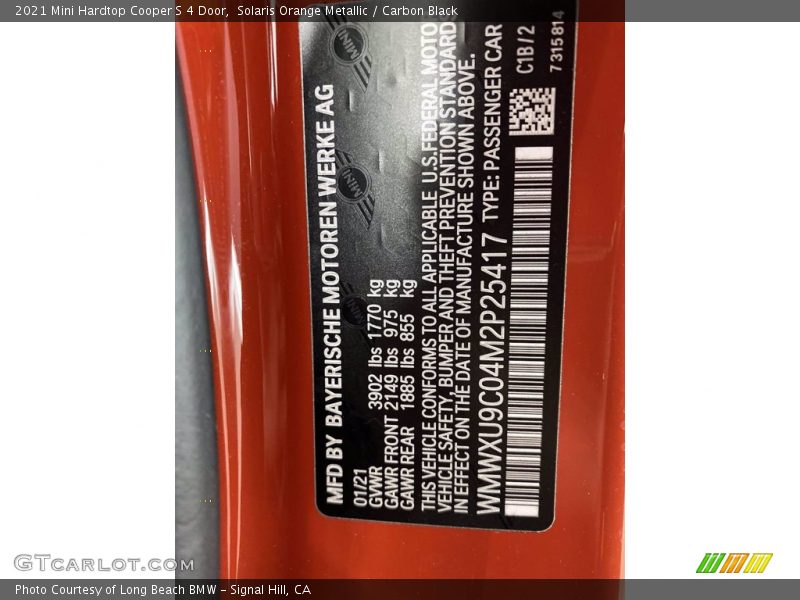 2021 Mini Hardtop Cooper S 4 Door,  Solaris Orange Metallic / Carbon Black
MFD BY BAYERISCHE MOTOREN WERKE AG
01/21
GVWR 3902 lbs 1770 kg
GAWR FRONT 2149 lbs 975 kg
GAWR REAR 1885 lbs 855 kg
THIS VEHICLE CONFORMS TO ALL APPLICABLE U.S.FEDERAL MOTO
VEHICLE SAFETY, BUMPER AND THEFT PREVENTION STANDARDS
IN EFFECT ON THE DATE OF MANUFACTURE SHOWN ABOVE.
WMWXU9C04M2P25417 TYPE: PASSENGER CAR
C1B/2
7315814
MINI
MINI
MINI
GTCARLOT.COM
Photo Courtesy of Long Beach BMW – Signal Hill, CA